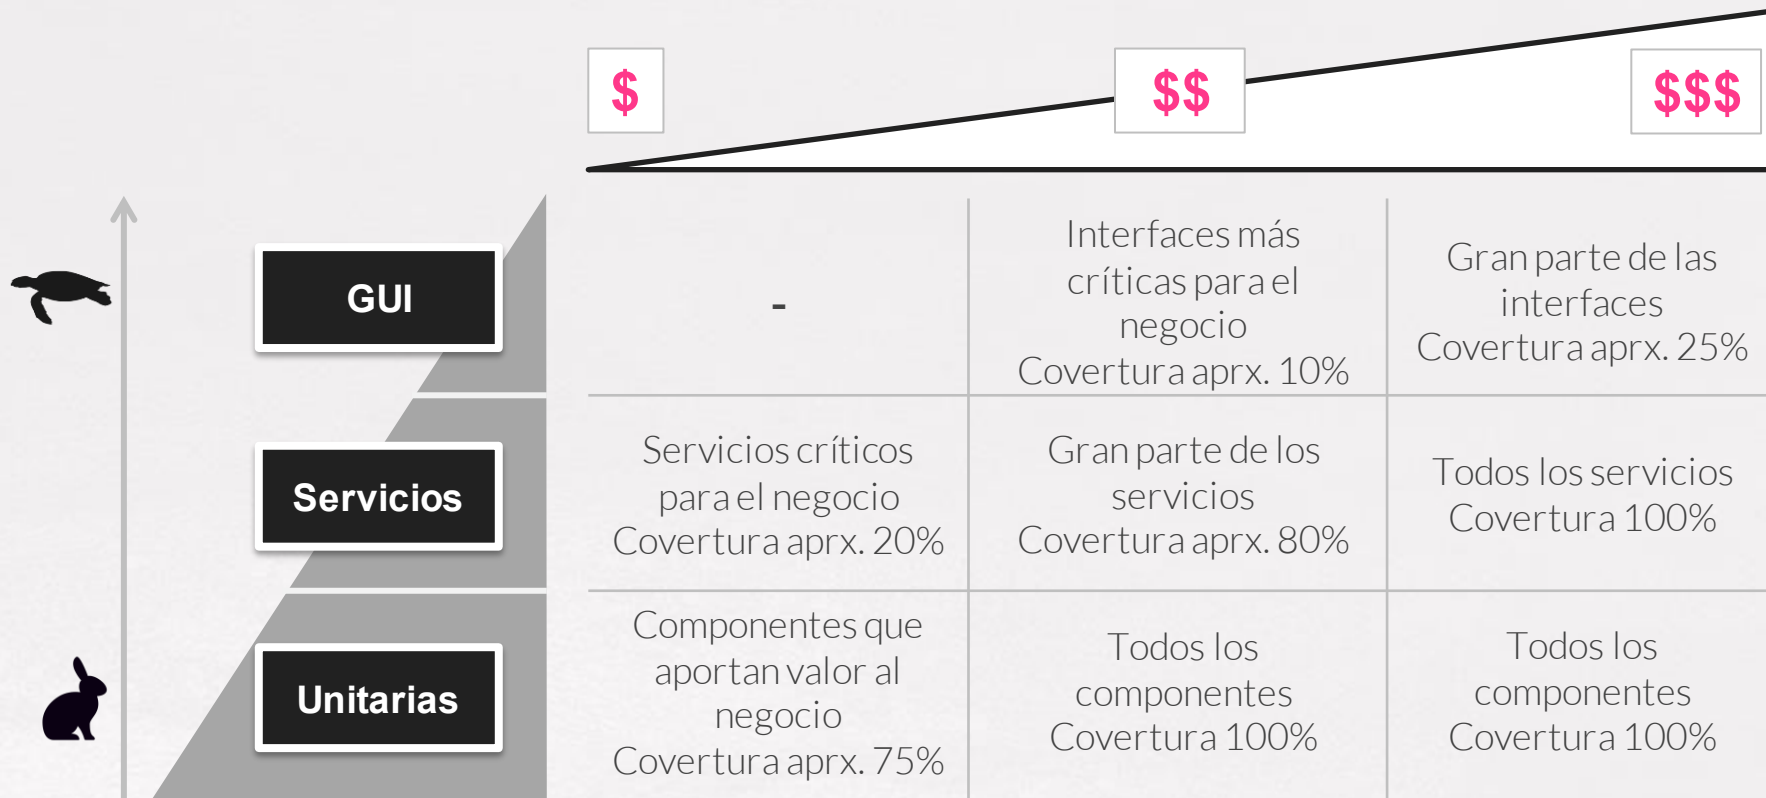 $
$$
$$$
GUI
-
Interfaces más
críticas para el
negocio
Covertura aprx. 10%
Gran parte de las
interfaces
Covertura aprx. 25%
Servicios
Servicios críticos
para el negocio
Covertura aprx. 20%
Gran parte de los
servicios
Covertura aprx. 80%
Todos los servicios
Covertura 100%
Unitarias
Componentes que
aportan valor al
negocio
Covertura aprx. 75%
Todos los
componentes
Covertura 100%
Todos los
componentes
Covertura 100%